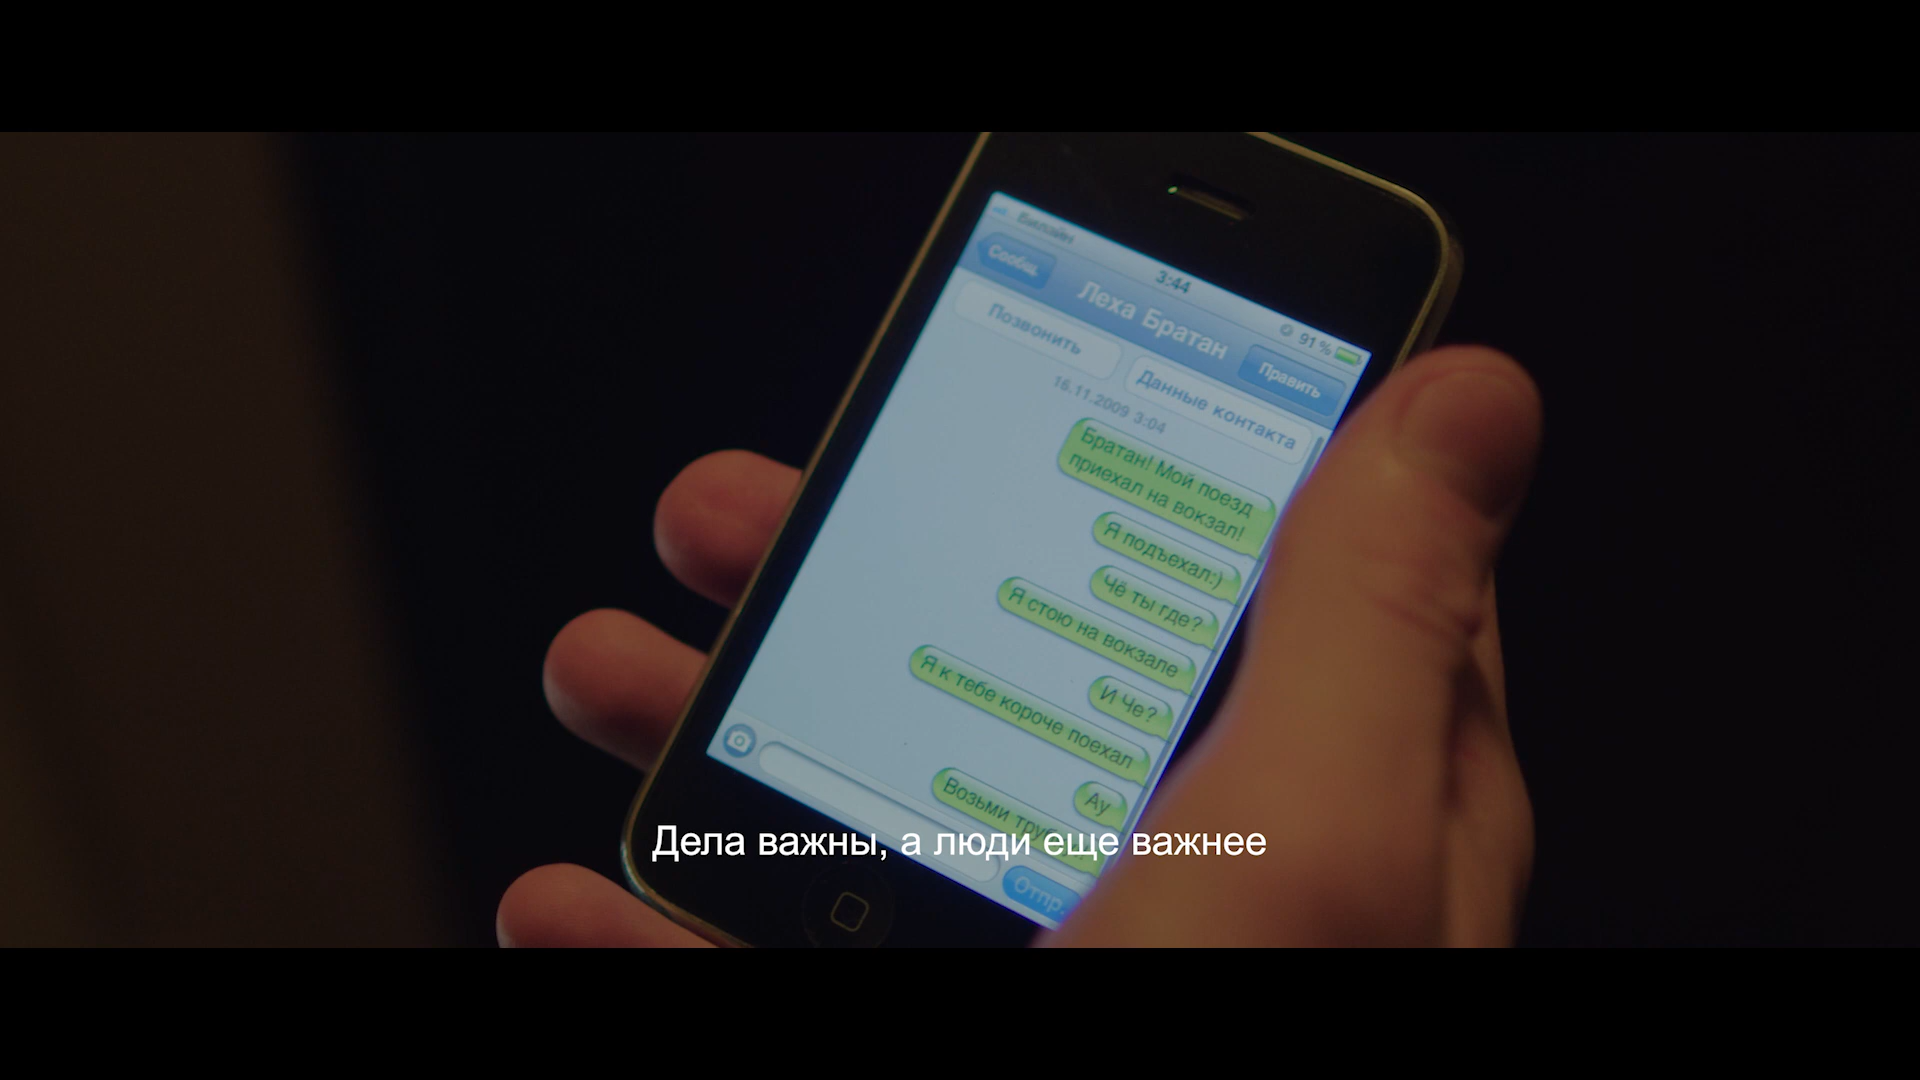 Билайн
3:44
91 %
Сообщ.
Леха Братан
Править
Позвонить
Данные контакта
16.11.2009 3:04
Братан! Мой поезд
приехал на вокзал!
Я подъехал:)
Чё ты где?
Я стою на вокзале
И Че?
Я к тебе короче поехал
Ау
Возьми
Отпр.
Дела важны, а люди еще важнее